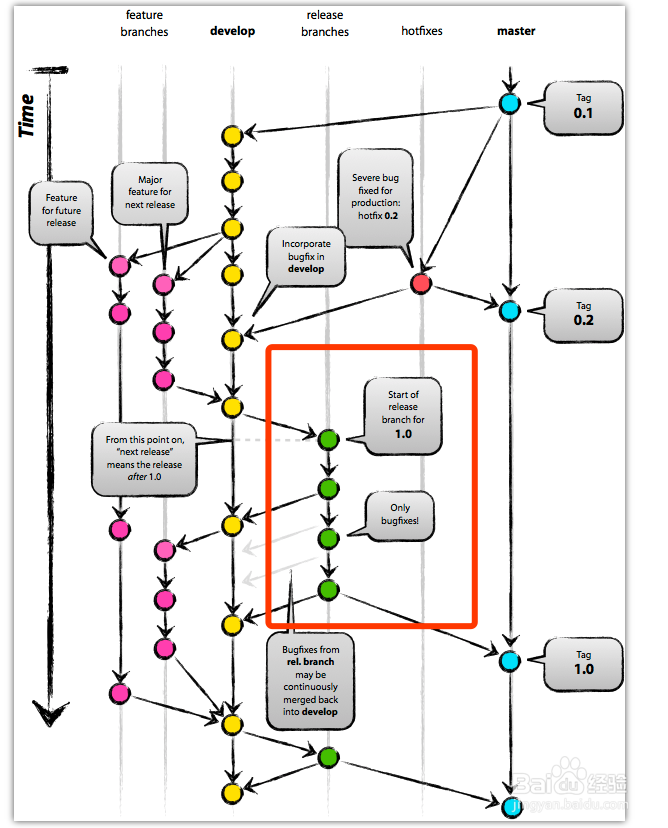 feature
branches
develop
release
branches
hotfixes
master
Time
Tag
0.1
Severe bug
fixed for
production:
hotfix 0.2
Major
feature for
next release
Feature
for future
release
Incorporate
bugfix in
develop
Tag
0.2
Start of
release
branch for
1.0
From this point on,
“next release”
means the release
after 1.0
Only
bugfixes!
Bugfixes from
rel. branch
may be
continuously
merged back
into develop
Tag
1.0
Baidu 经验
jingyan.baidu.com